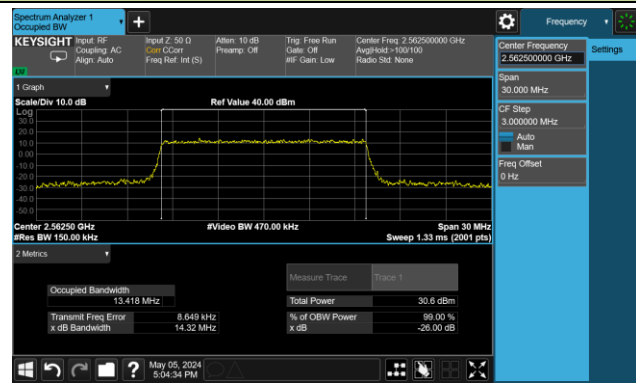 Spectrum Analyzer 1
Occupied BW
Frequency
KEYSIGHT
Input: RF
Coupling: AC
Align: Auto
Input Z: 50 Ω
Corr CCorr
Freq Ref: Int (S)
Atten: 10 dB
Preamp: Off
Trig: Free Run
Gate: Off
#IF Gain: Low
Center Freq: 2.562500000 GHz
Avg|Hold:>100/100
Radio Std: None
Center Frequency
2.562500000 GHz
Settings
Span
30.000 MHz
CF Step
3.000000 MHz
Auto
Man
Freq Offset
0 Hz
1 Graph
Scale/Div 10.0 dB
Ref Value 40.00 dBm
Log
30.0
20.0
10.0
0.00
-10.0
-20.0
-30.0
-40.0
-50.0
Center 2.56250 GHz
#Video BW 470.00 kHz
Span 30 MHz
#Res BW 150.00 kHz
Sweep 1.33 ms (2001 pts)
2 Metrics
Measure Trace
Trace 1
Occupied Bandwidth
13.418 MHz
Total Power
30.6 dBm
Transmit Freq Error
8.649 kHz
% of OBW Power
99.00 %
x dB Bandwidth
14.32 MHz
x dB
-26.00 dB
?
May 05, 2024
5:04:34 PM